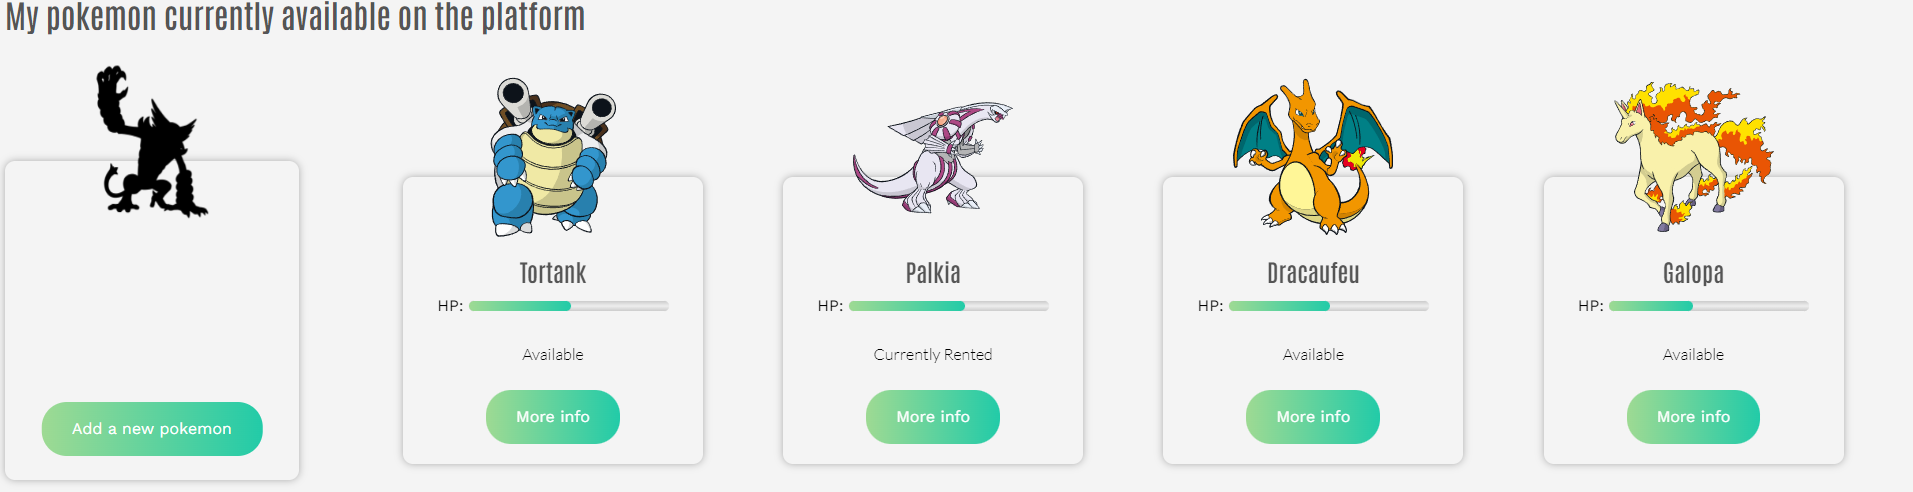 My pokemon currently available on the platform
Add a new pokemon
Tortank
HP:
Available
More info
Palkia
HP:
Currently Rented
More info
Dracaufeu
HP:
Available
More info
Galopa
HP:
Available
More info